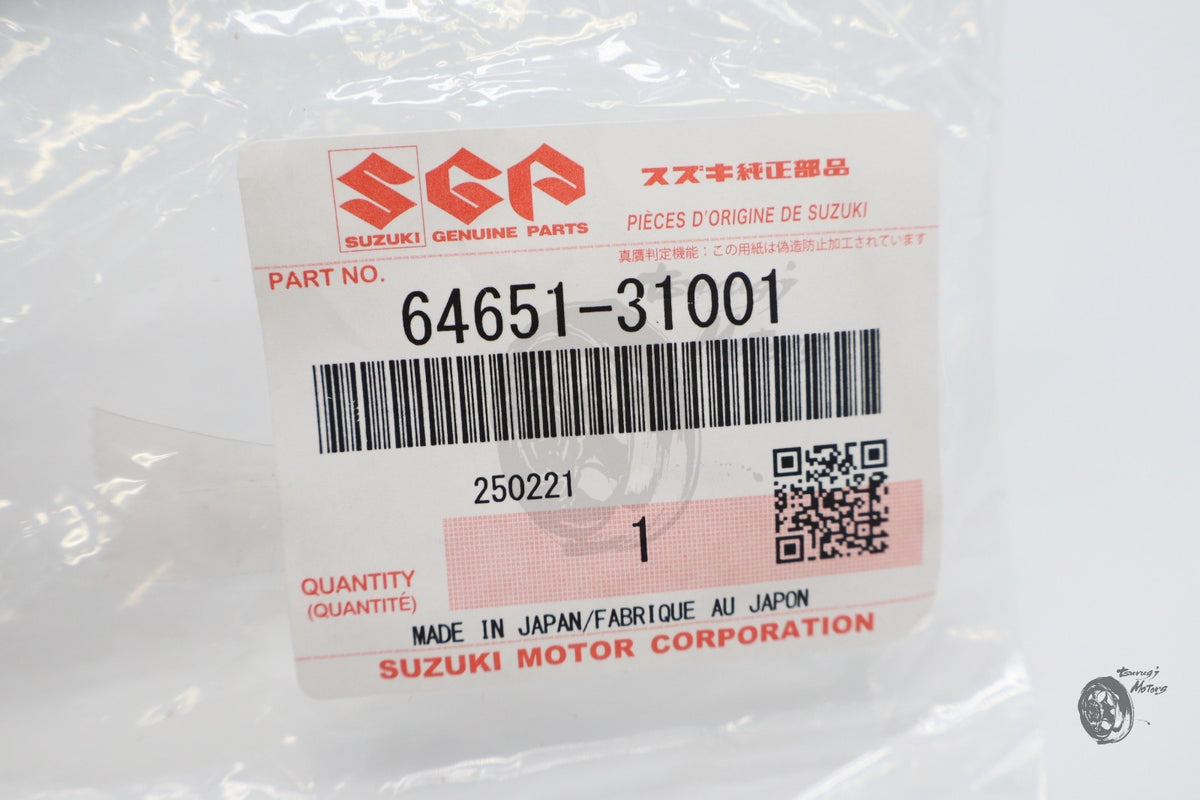 SGP
スズキ純正部品
SUZUKI GENUINE PARTS
PIÈCES D'ORIGINE DE SUZUKI
真贋判定機能：この用紙は偽造防止加工されています
PART NO.
64651-31001
250221
1
QUANTITY
(QUANTITÉ)
MADE IN JAPAN/FABRIQUE AU JAPON
SUZUKI MOTOR CORPORATION
tsurugi
Motors